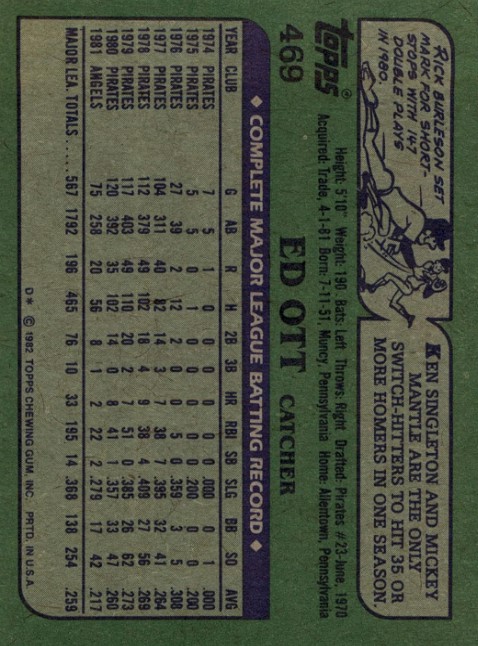 RICK BURLESON SET
MARK FOR SHORT-
STOPS WITH 147
DOUBLE PLAYS
IN 1980.
KEN SINGLETON AND MICKEY
MANTLE ARE THE ONLY
SWITCH-HITTERS TO HIT 35 OR
MORE HOMERS IN ONE SEASON
topps®
469
ED OTT CATCHER
Height: 5'10" Weight: 190 Bats: Left Throws: Right Drafted: Pirates #23-June, 1970
Acquired: Trade, 4-1-81 Born: 7-11-51, Muncy, Pennsylvania Home: Allentown, Pennsylvania
◆ COMPLETE MAJOR LEAGUE BATTING RECORD ◆
YEAR CLUB G AB R H 2B 3B HR RBI SB SLG BB SO AVG
1974 PIRATES 7 5 1 0 0 0 0 0 0 .000 0 1 .000
1975 PIRATES 5 5 0 1 0 0 0 0 0 .200 0 0 .200
1976 PIRATES 27 39 2 12 2 0 0 5 0 .359 3 5 .308
1977 PIRATES 104 311 40 82 14 3 7 38 7 .395 32 41 .264
1978 PIRATES 112 379 49 102 18 4 9 38 4 .409 27 56 .269
1979 PIRATES 117 403 49 110 20 2 7 51 0 .385 26 62 .273
1980 PIRATES 120 392 35 102 14 0 8 41 1 .357 33 47 .260
1981 ANGELS 75 258 20 56 8 1 2 22 2 .279 17 42 .217
MAJOR LEA. TOTALS ..... 567 1792 196 465 76 10 33 195 14 .368 138 254 .259
D* © 1982 TOPPS CHEWING GUM, INC. PRTD. IN U.S.A.